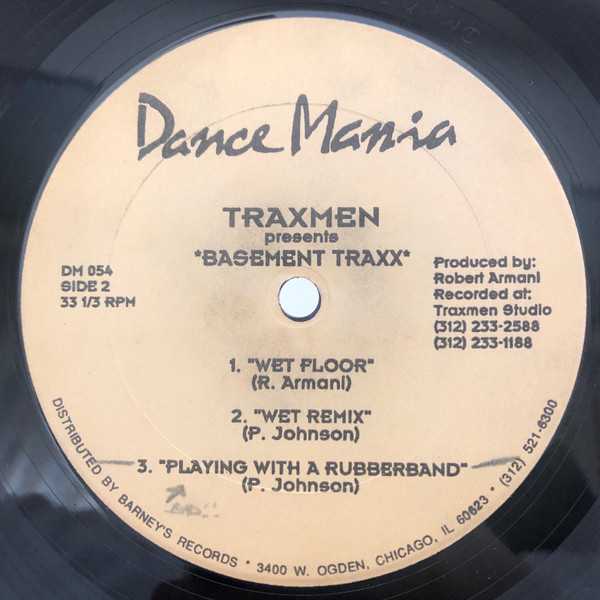 Dance Mania
TRAXMEN
presents
*BASEMENT TRAXX*
DM 054
SIDE 2
33 1/3 RPM
Produced by:
Robert Armani
Recorded at:
Traxmen Studio
(312) 233-2588
(312) 233-1188
1. "WET FLOOR"
(R. Armani)
2. "WET REMIX"
(P. Johnson)
3. "PLAYING WITH A RUBBERBAND"
(P. Johnson)
DISTRIBUTED BY BARNEY'S RECORDS • 3400 W. OGDEN, CHICAGO, IL 60623 • (312) 521-6300